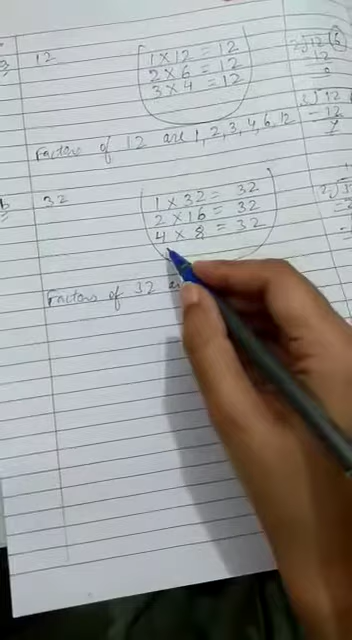 12
1 × 12 = 12
2 × 6 = 12
3 × 4 = 12
Factors of 12 are 1, 2, 3, 4, 6, 12
32
1 × 32 = 32
2 × 16 = 32
4 × 8 = 32
Factors of 32